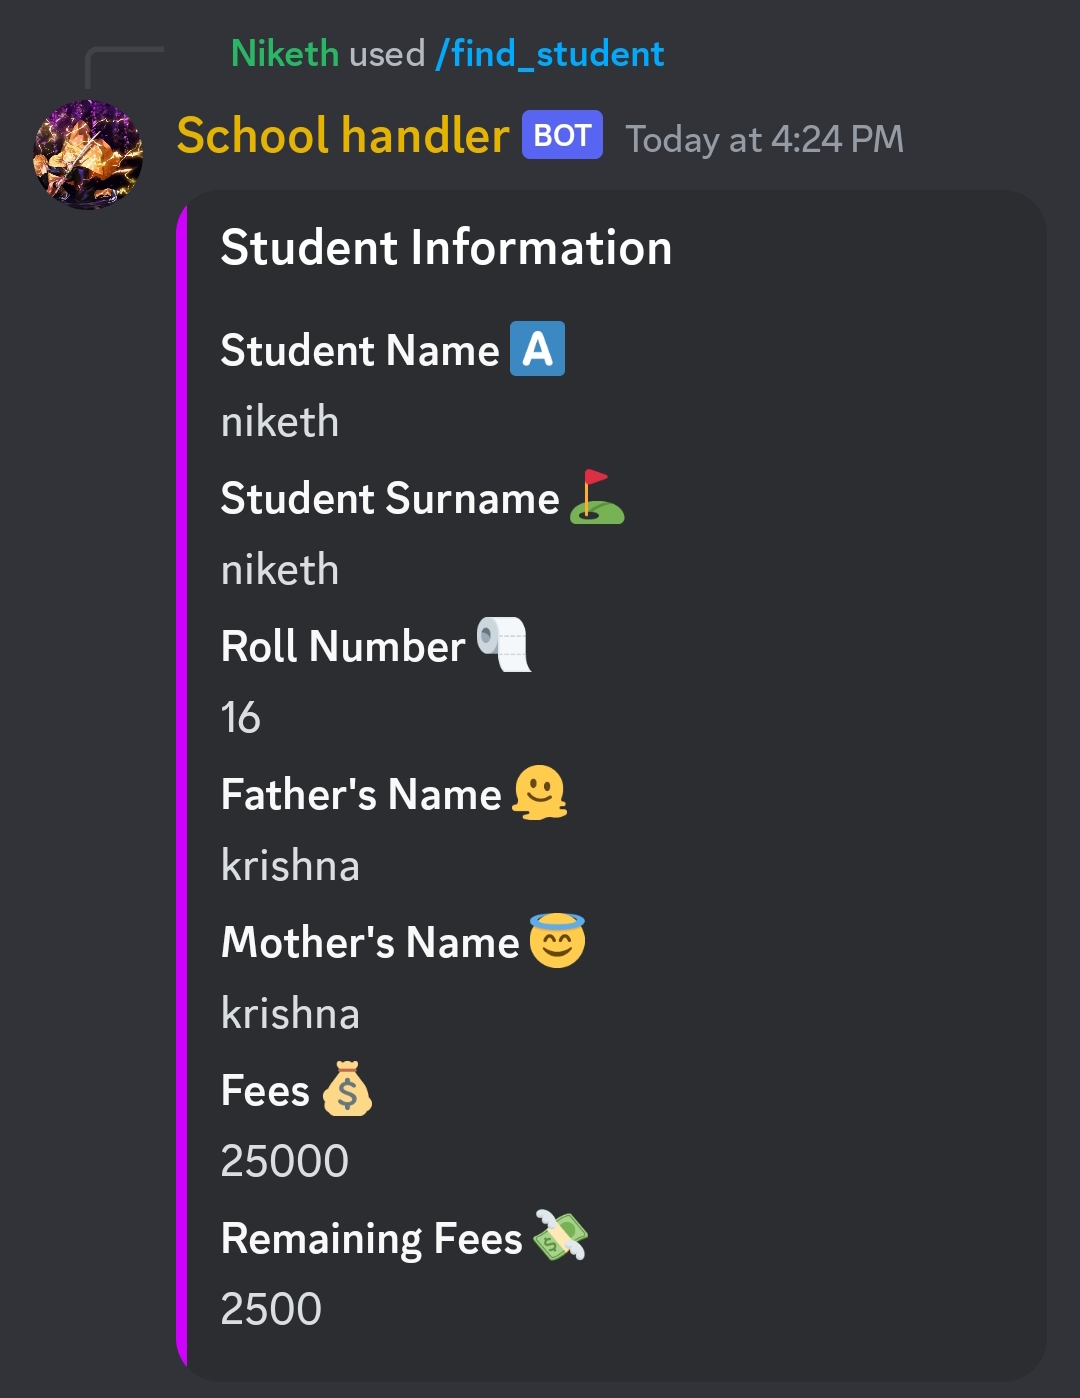 Niketh used /find_student
School handler BOT Today at 4:24 PM
Student Information
Student Name 🅰
niketh
Student Surname ⛳
niketh
Roll Number 🧻
16
Father's Name 🫠
krishna
Mother's Name 😇
krishna
Fees 💰
25000
Remaining Fees 💸
2500